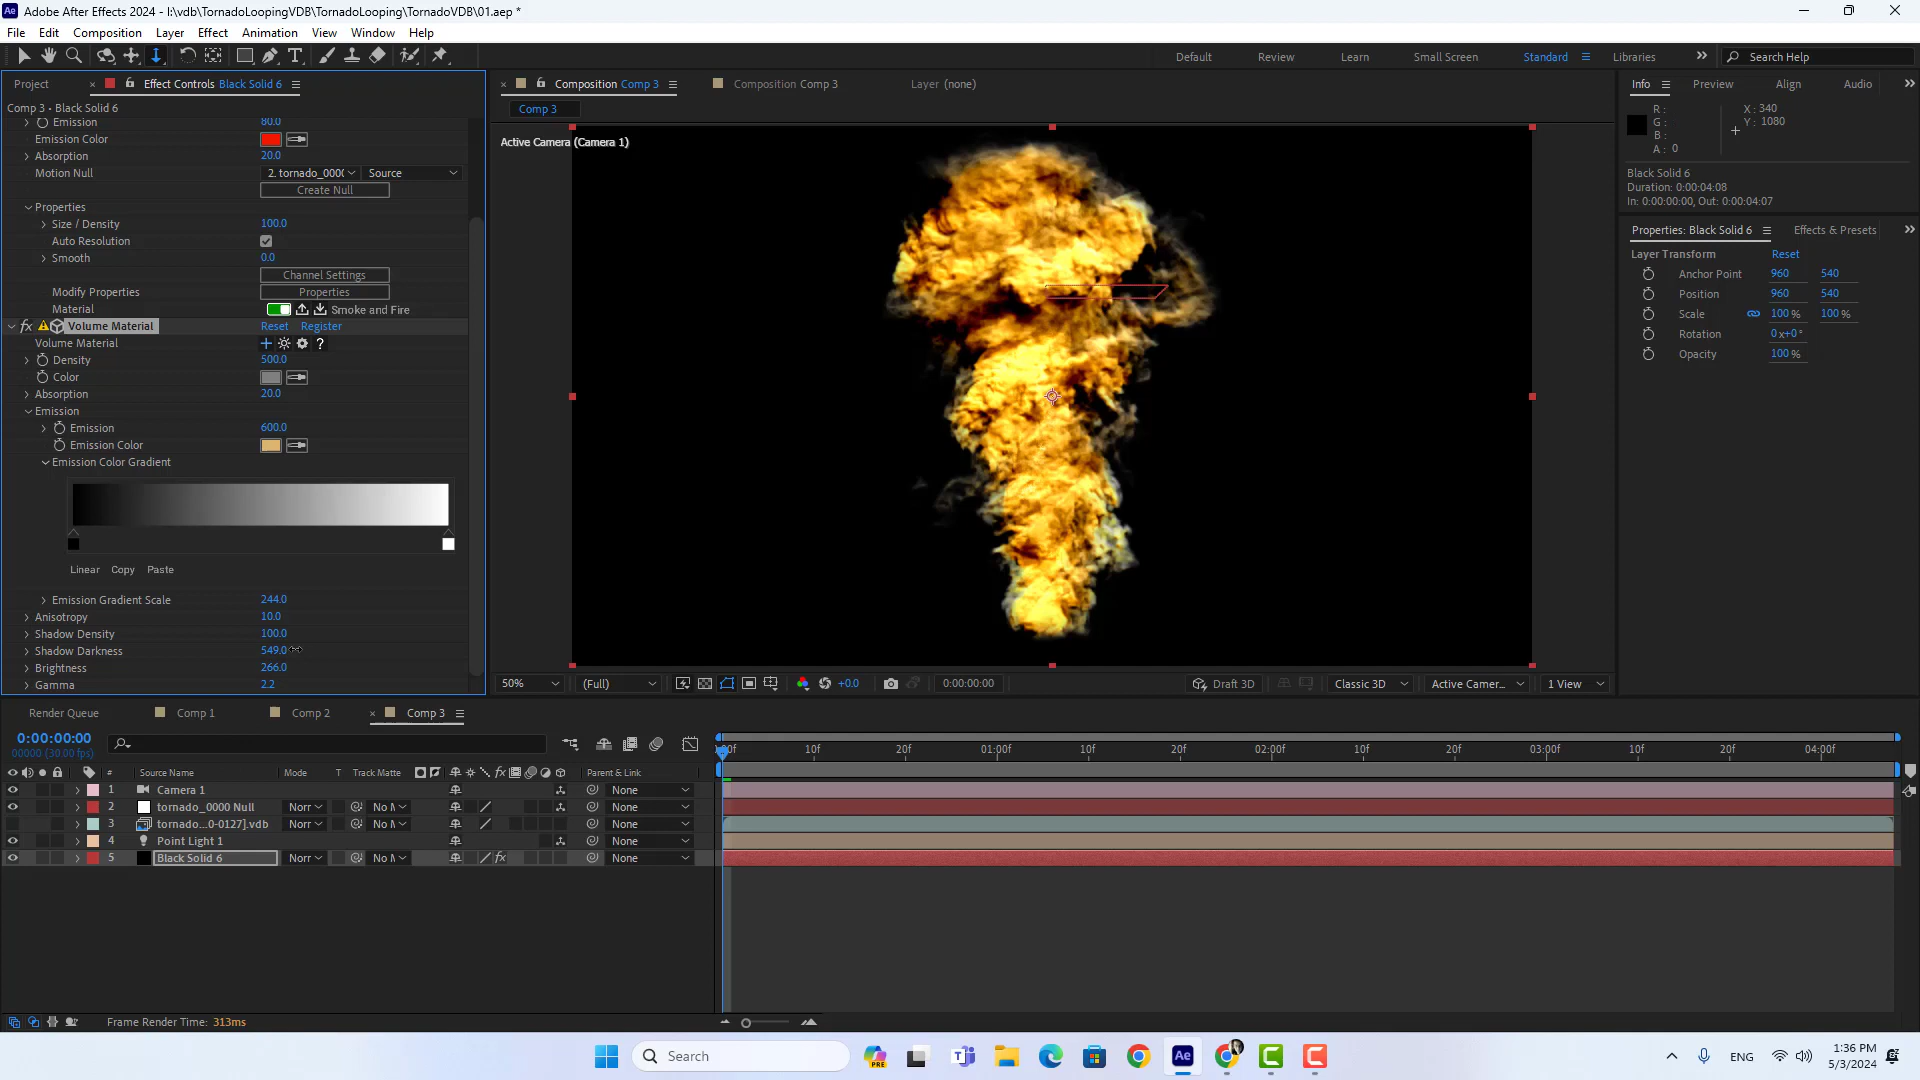 Adobe After Effects 2024 - I:\vdb\TornadoLoopingVDB\TornadoLooping\TornadoVDB\01.aep *
File Edit Composition Layer Effect Animation View Window Help
Default Review Learn Small Screen Standard Libraries Search Help
Project Effect Controls Black Solid 6
Composition Comp 3 Composition Comp 3 Layer (none)
Info Preview Align Audio
Comp 3 • Black Solid 6
Comp 3
Emission 80.0
Emission Color
Absorption 20.0
Motion Null 2. tornado_000( Source
Create Null
Properties
Size / Density 100.0
Auto Resolution
Smooth 0.0
Channel Settings
Modify Properties Properties
Material Smoke and Fire
Volume Material Reset Register
Volume Material ?
Density 500.0
Color
Absorption 20.0
Emission
Emission 600.0
Emission Color
Emission Color Gradient
Linear Copy Paste
Emission Gradient Scale 244.0
Anisotropy 10.0
Shadow Density 100.0
Shadow Darkness 549.0
Brightness 266.0
Gamma 2.2
Active Camera (Camera 1)
50% (Full) +0.0 0:00:00:00 Draft 3D Classic 3D Active Camer... 1 View
R : X : 340
G : Y : 1080
B :
A : 0
Black Solid 6
Duration: 0:00:04:08
In: 0:00:00:00, Out: 0:00:04:07
Properties: Black Solid 6 Effects & Presets
Layer Transform Reset
Anchor Point 960 540
Position 960 540
Scale 100 % 100 %
Rotation 0x+0°
Opacity 100 %
Render Queue Comp 1 Comp 2 Comp 3
0:00:00:00
00000 (30.00 fps)
:00f 10f 20f 01:00f 10f 20f 02:00f 10f 20f 03:00f 10f 20f 04:00f
# Source Name Mode T Track Matte Parent & Link
1 Camera 1 None
2 tornado_0000 Null Norr No M None
3 tornado...0-0127].vdb Norr No M None
4 Point Light 1 None
5 Black Solid 6 Norr No M None
Frame Render Time: 313ms
Search
ENG
1:36 PM
5/3/2024